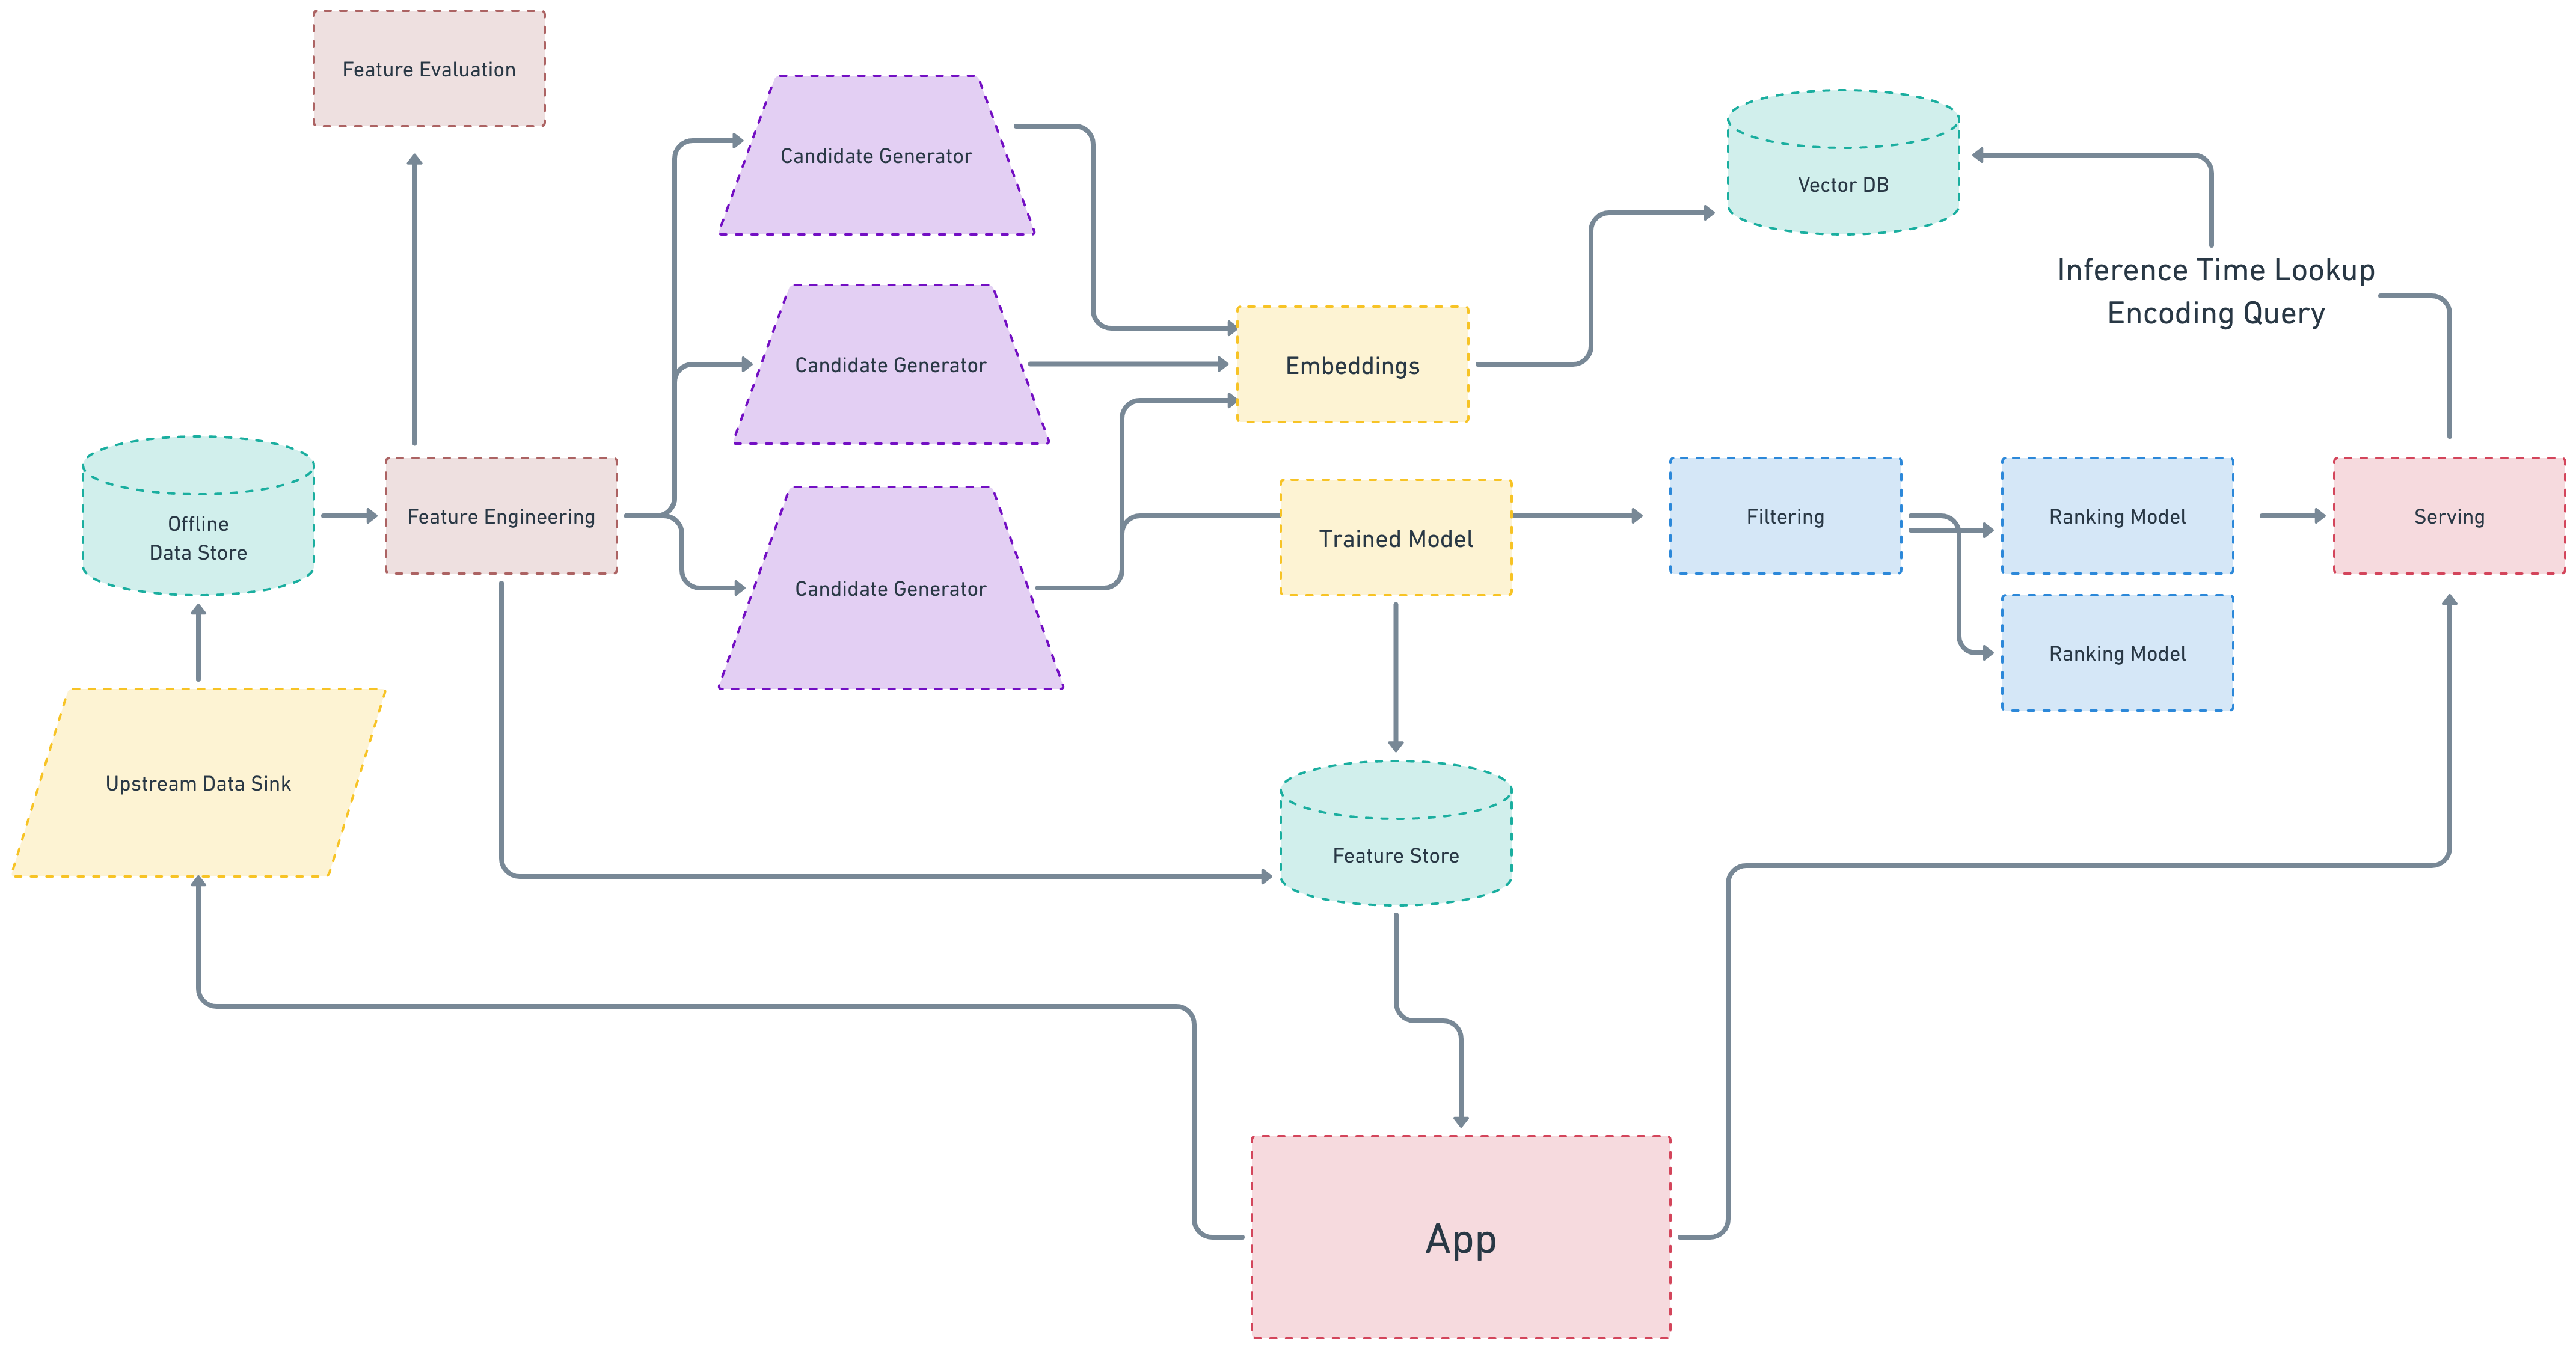 Feature Evaluation
Candidate Generator
Vector DB
Inference Time Lookup
Encoding Query
Candidate Generator
Embeddings
Offline
Data Store
Feature Engineering
Candidate Generator
Trained Model
Filtering
Ranking Model
Serving
Ranking Model
Upstream Data Sink
Feature Store
App